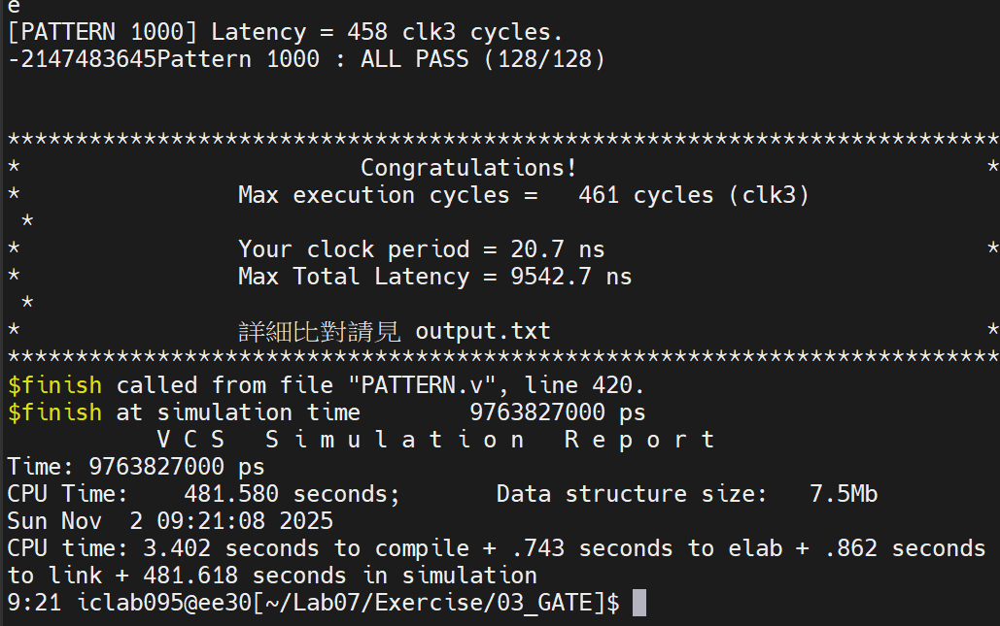 e
[PATTERN 1000] Latency = 458 clk3 cycles.
-2147483645Pattern 1000 : ALL PASS (128/128)
*************************************************************************
*                         Congratulations!                              *
*                Max execution cycles =   461 cycles (clk3)
 *
*                Your clock period = 20.7 ns                            *
*                Max Total Latency = 9542.7 ns
 *
*                詳細比對請見 output.txt                                *
*************************************************************************
$finish called from file "PATTERN.v", line 420.
$finish at simulation time        9763827000 ps
           V C S   S i m u l a t i o n   R e p o r t
Time: 9763827000 ps
CPU Time:    481.580 seconds;       Data structure size:   7.5Mb
Sun Nov  2 09:21:08 2025
CPU time: 3.402 seconds to compile + .743 seconds to elab + .862 seconds
to link + 481.618 seconds in simulation
9:21 iclab095@ee30[~/Lab07/Exercise/03_GATE]$